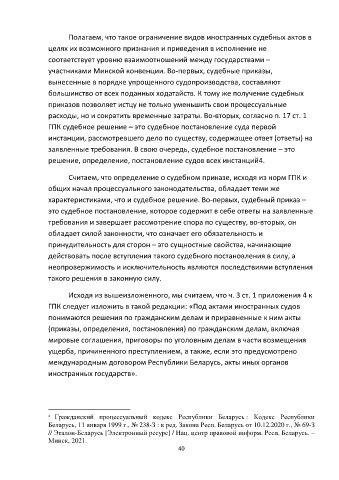 Полагаем, что такое ограничение видов иностранных судебных актов в
целях их возможного признания и приведения в исполнение не
соответствует уровню взаимоотношений между государствами –
участниками Минской конвенции. Во-первых, судебные приказы,
вынесенные в порядке упрощенного судопроизводства, составляют
большинство от всех поданных ходатайств. К тому же получение судебных
приказов позволяет истцу не только уменьшить свои процессуальные
расходы, но и сократить временные затраты. Во-вторых, согласно п. 17 ст. 1
ГПК судебное решение – это судебное постановление суда первой
инстанции, рассмотревшего дело по существу, содержащее ответ (ответы) на
заявленные требования. В свою очередь, судебное постановление – это
решение, определение, постановление судов всех инстанций4.
Считаем, что определение о судебном приказе, исходя из норм ГПК и
общих начал процессуального законодательства, обладает теми же
характеристиками, что и судебное решение. Во-первых, судебный приказ –
это судебное постановление, которое содержит в себе ответы на заявленные
требования и завершает рассмотрение спора по существу, во-вторых, он
обладает силой законности, что означает его обязательность и
принудительность для сторон – это сущностные свойства, начинающие
действовать после вступления такого судебного постановления в силу, а
неопровержимость и исключительность являются последствиями вступления
такого решения в законную силу.
Исходя из вышеизложенного, мы считаем, что ч. 3 ст. 1 приложения 4 к
ГПК следует изложить в такой редакции: «Под актами иностранных судов
понимаются решения по гражданским делам и приравненные к ним акты
(приказы, определения, постановления) по гражданским делам, включая
мировые соглашения, приговоры по уголовным делам в части возмещения
ущерба, причиненного преступлением, а также, если это предусмотрено
международным договором Республики Беларусь, акты иных органов
иностранных государств».
4 Гражданский процессуальный кодекс Республики Беларусь : Кодекс Республики
Беларусь, 11 января 1999 г., № 238-З : в ред. Закона Респ. Беларусь от 10.12.2020 г., № 69-З
// Эталон-Беларусь [Электронный ресурс] / Нац. центр правовой информ. Респ. Беларусь. –
Минск, 2021.
40